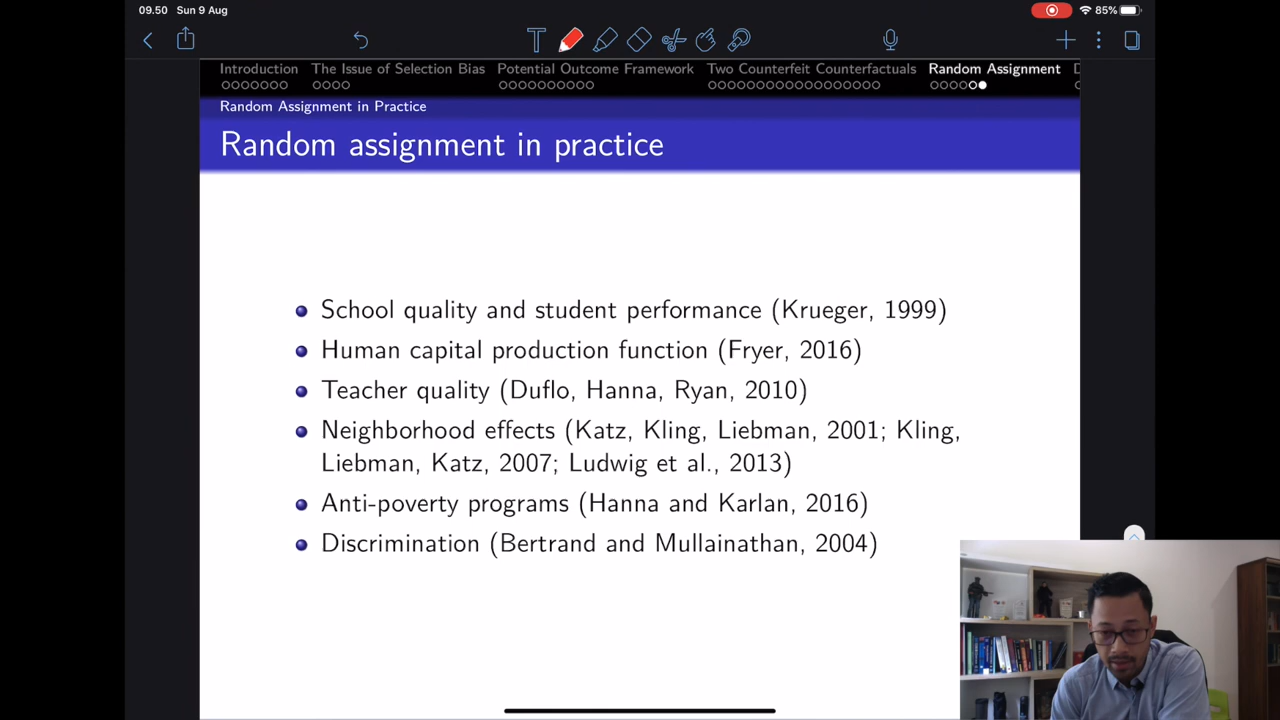 09.50 Sun 9 Aug
85%
Introduction The Issue of Selection Bias Potential Outcome Framework Two Counterfeit Counterfactuals Random Assignment D
Random Assignment in Practice
Random assignment in practice
School quality and student performance (Krueger, 1999)
Human capital production function (Fryer, 2016)
Teacher quality (Duflo, Hanna, Ryan, 2010)
Neighborhood effects (Katz, Kling, Liebman, 2001; Kling,
Liebman, Katz, 2007; Ludwig et al., 2013)
Anti-poverty programs (Hanna and Karlan, 2016)
Discrimination (Bertrand and Mullainathan, 2004)